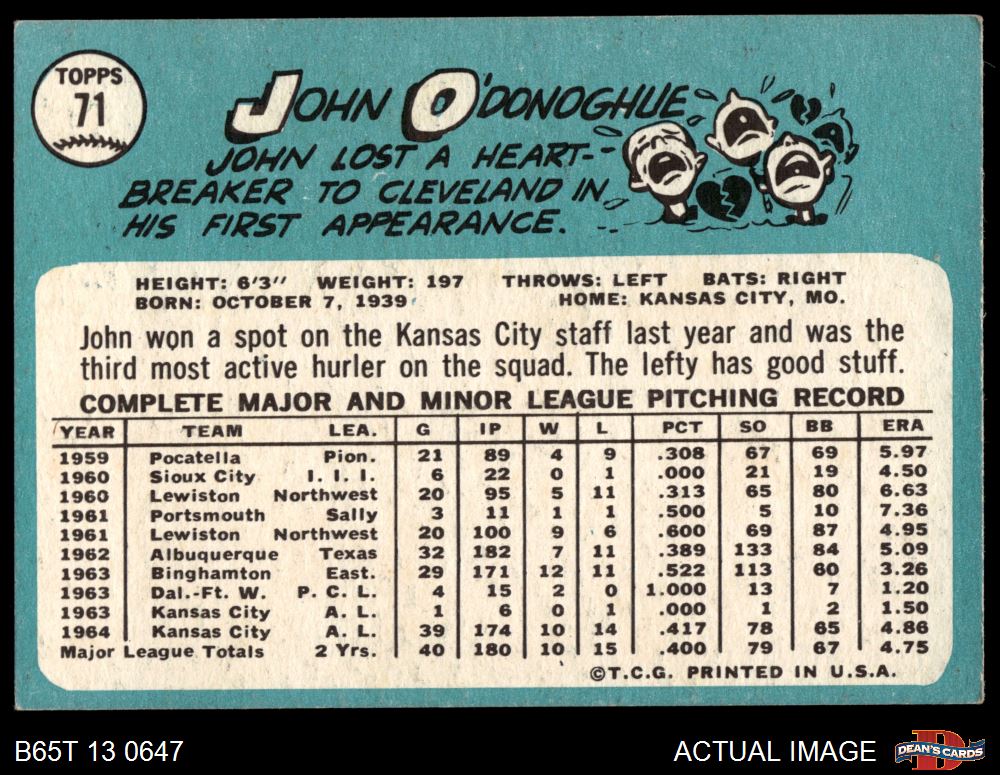 TOPPS
71
JOHN O'DONOGHUE
JOHN LOST A HEART-
BREAKER TO CLEVELAND IN
HIS FIRST APPEARANCE.
HEIGHT: 6'3" WEIGHT: 197 THROWS: LEFT BATS: RIGHT
BORN: OCTOBER 7, 1939 HOME: KANSAS CITY, MO.
John won a spot on the Kansas City staff last year and was the
third most active hurler on the squad. The lefty has good stuff.
COMPLETE MAJOR AND MINOR LEAGUE PITCHING RECORD
YEAR TEAM LEA. G IP W L PCT SO BB ERA
1959 Pocatella Pion. 21 89 4 9 .308 67 69 5.97
1960 Sioux City I. I. I. 6 22 0 1 .000 21 19 4.50
1960 Lewiston Northwest 20 95 5 11 .313 65 80 6.63
1961 Portsmouth Sally 3 11 1 1 .500 5 10 7.36
1961 Lewiston Northwest 20 100 9 6 .600 69 87 4.95
1962 Albuquerque Texas 32 182 7 11 .389 133 84 5.09
1963 Binghamton East. 29 171 12 11 .522 113 60 3.26
1963 Dal.-Ft. W. P. C. L. 4 15 2 0 1.000 13 7 1.20
1963 Kansas City A. L. 1 6 0 1 .000 1 2 1.50
1964 Kansas City A. L. 39 174 10 14 .417 78 65 4.86
Major League Totals 2 Yrs. 40 180 10 15 .400 79 67 4.75
©T.C.G. PRINTED IN U.S.A.
B65T 13 0647 ACTUAL IMAGE DEAN'S CARDS